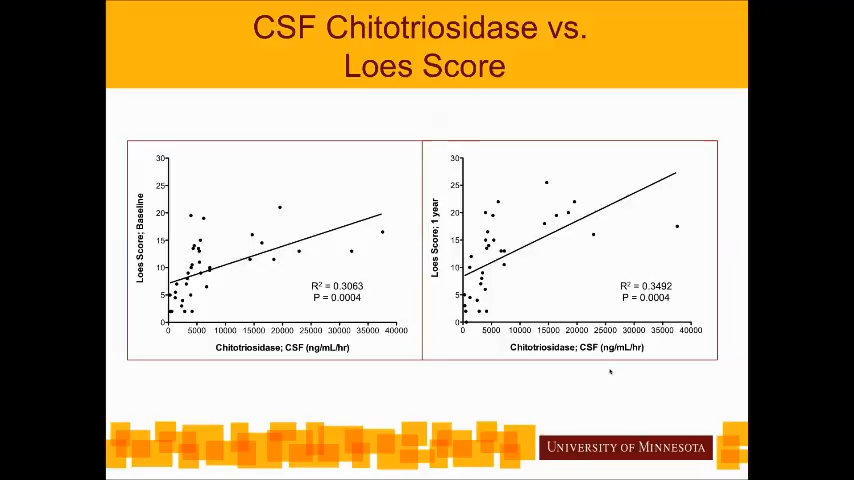 CSF Chitotriosidase vs.
Loes Score
Loes Score; Baseline
30
25
20
15
10
5
0
R² = 0.3063
P = 0.0004
0 5000 10000 15000 20000 25000 30000 35000 40000
Chitotriosidase; CSF (ng/mL/hr)
Loes Score; 1 year
30
25
20
15
10
5
0
R² = 0.3492
P = 0.0004
0 5000 10000 15000 20000 25000 30000 35000 40000
Chitotriosidase; CSF (ng/mL/hr)
UNIVERSITY OF MINNESOTA